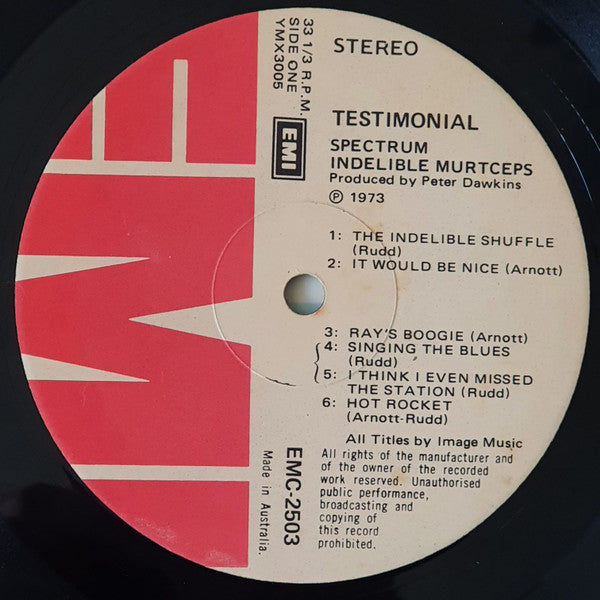 STEREO
33 1/3 R.P.M.
SIDE ONE
YMX3005
EMI
TESTIMONIAL
SPECTRUM
INDELIBLE MURTCEPS
Produced by Peter Dawkins
Ⓟ 1973
1: THE INDELIBLE SHUFFLE
(Rudd)
2: IT WOULD BE NICE (Arnott)
3: RAY'S BOOGIE (Arnott)
4: SINGING THE BLUES
(Rudd)
5: I THINK I EVEN MISSED
THE STATION (Rudd)
6: HOT ROCKET
(Arnott-Rudd)
All Titles by Image Music
All rights of the manufacturer and
of the owner of the recorded
work reserved. Unauthorised
public performance,
broadcasting and
copying of
this record
prohibited.
EMC-2503
Made in Australia.
EMI